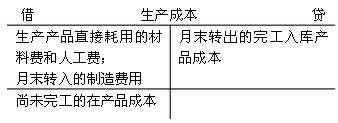 借 生产成本 贷
生产产品直接耗用的材 月末转出的完工入库产
料费和人工费； 品成本
月末转入的制造费用
尚未完工的在产品成本